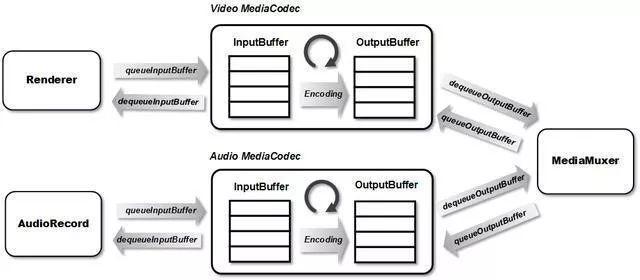 Video MediaCodec
InputBuffer
OutputBuffer
Renderer
queueInputBuffer
dequeueInputBuffer
Encoding
dequeueOutputBuffer
queueOutputBuffer
MediaMuxer
Audio MediaCodec
InputBuffer
OutputBuffer
AudioRecord
queueInputBuffer
dequeueInputBuffer
Encoding
dequeueOutputBuffer
queueOutputBuffer